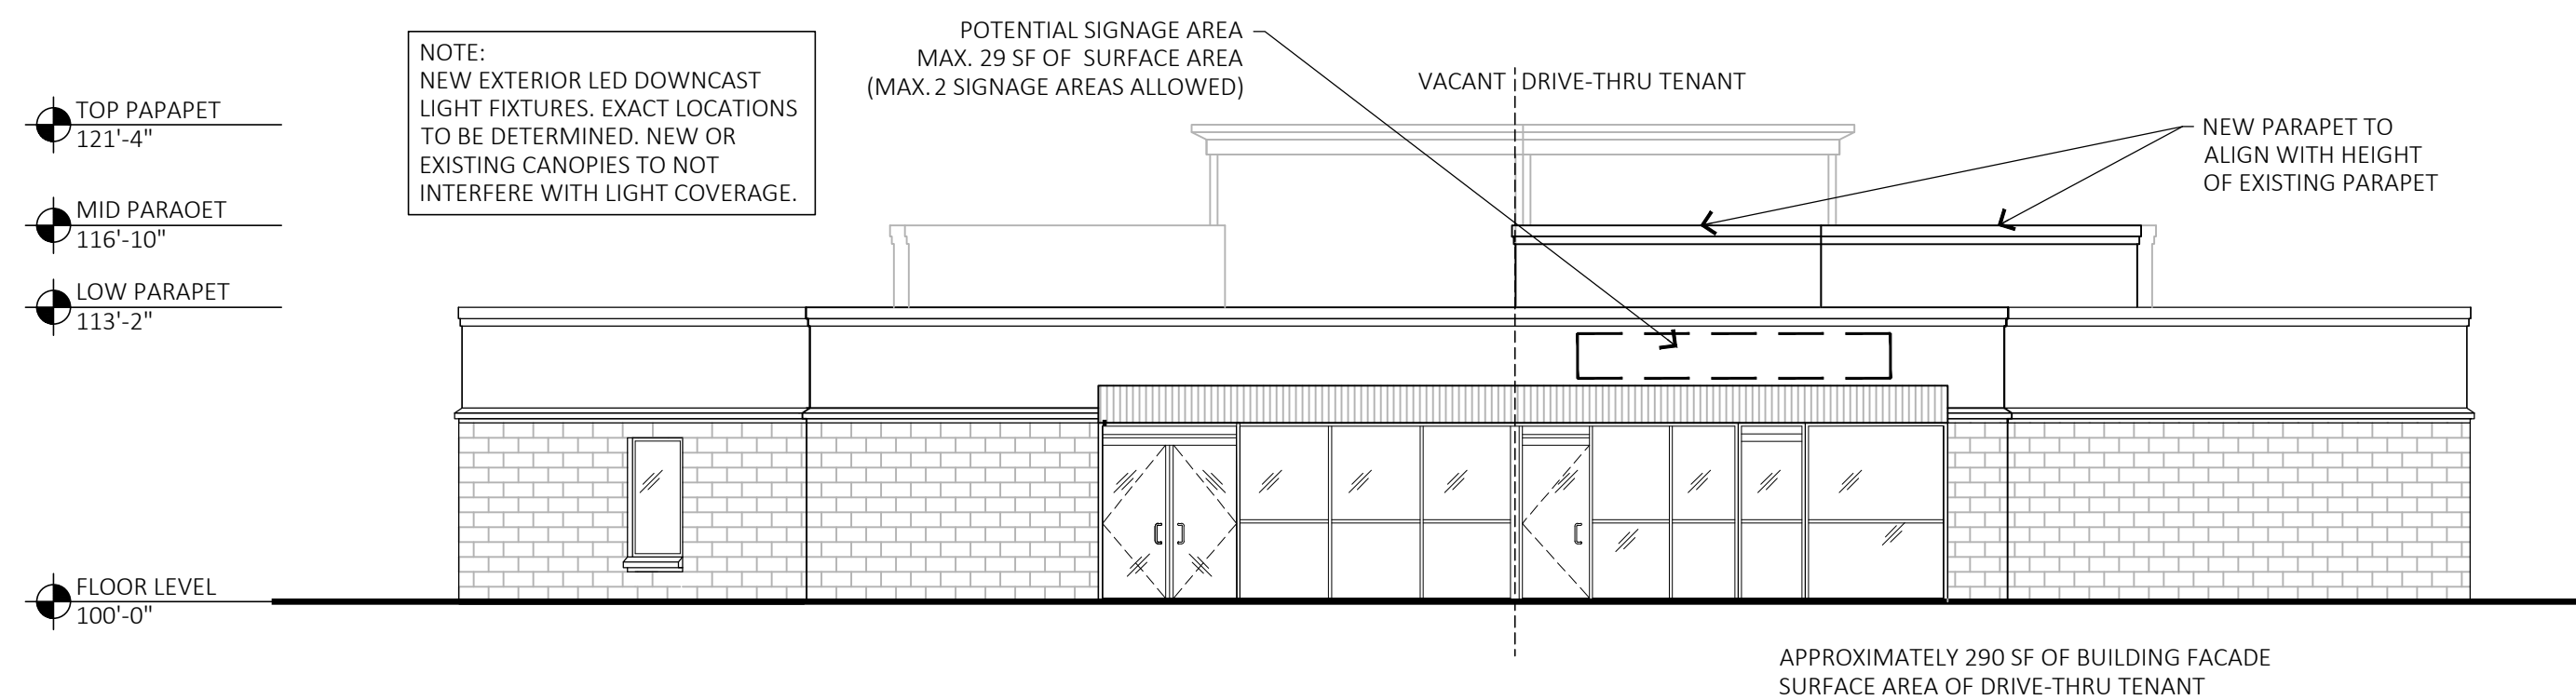 NOTE:
NEW EXTERIOR LED DOWNCAST
LIGHT FIXTURES. EXACT LOCATIONS
TO BE DETERMINED. NEW OR
EXISTING CANOPIES TO NOT
INTERFERE WITH LIGHT COVERAGE.
POTENTIAL SIGNAGE AREA
MAX. 29 SF OF SURFACE AREA
(MAX. 2 SIGNAGE AREAS ALLOWED)
VACANT
DRIVE-THRU TENANT
TOP PAPAPET
121'-4"
NEW PARAPET TO
ALIGN WITH HEIGHT
OF EXISTING PARAPET
MID PARAOET
116'-10"
LOW PARAPET
113'-2"
FLOOR LEVEL
100'-0"
APPROXIMATELY 290 SF OF BUILDING FACADE
SURFACE AREA OF DRIVE-THRU TENANT